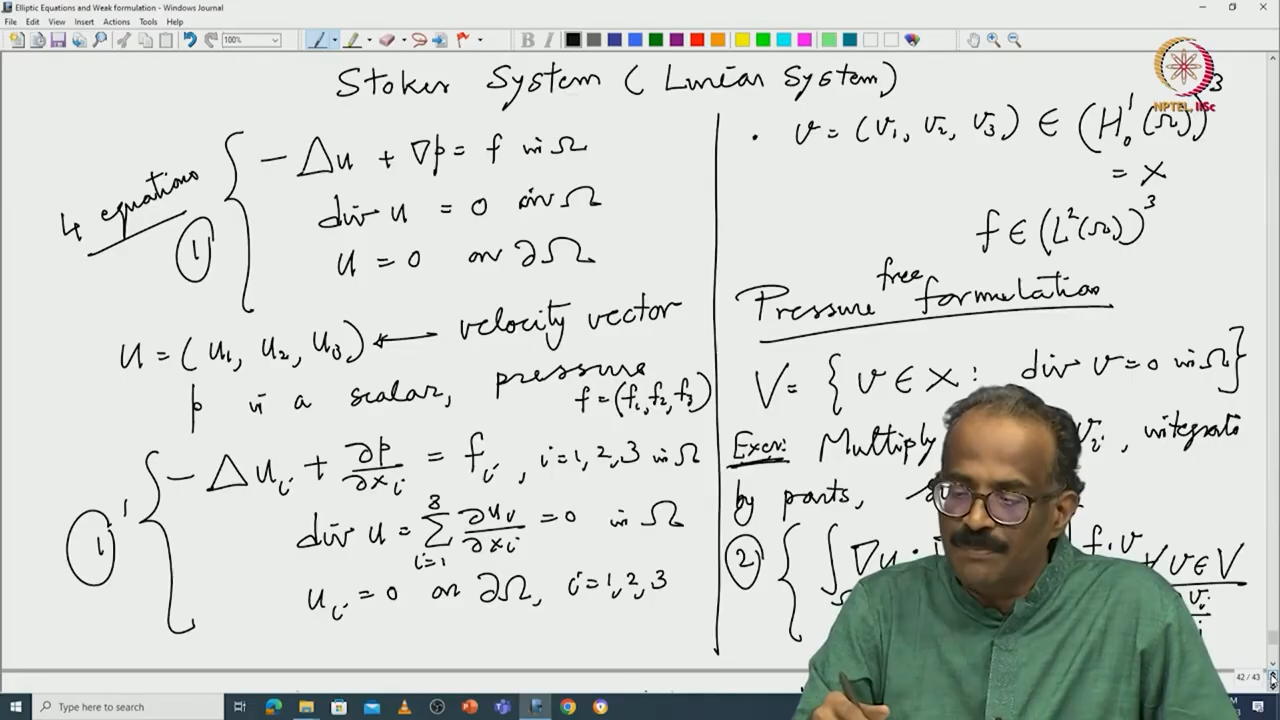 Elliptic Equations and Weak formulation - Windows Journal
File Edit View Insert Actions Tools Help
100%
B I
NPTEL, IISc
Stokes System (Linear System)
4 equations
①
- Δu + ∇p = f in Ω
div u = 0 in Ω
u = 0 on ∂Ω
u = (u₁, u₂, u₃) ← velocity vector
p is a scalar, pressure
f = (f₁, f₂, f₃)
①'
- Δuᵢ + ∂p/∂xᵢ = fᵢ, i=1,2,3 in Ω
div u = Σ ᵢ₌₁³ ∂uᵢ/∂xᵢ = 0 in Ω
uᵢ = 0 on ∂Ω, i=1,2,3
· v = (v₁, v₂, v₃) ∈ (H₀¹(Ω))³
= X
f ∈ (L²(Ω))³
Pressure free formulation
V = { v ∈ X : div v = 0 in Ω }
Exer: Multiply vᵢ, integrate
by parts,
②
∫ ∇u · f·v ∀ v ∈ V
42 / 43
Type here to search